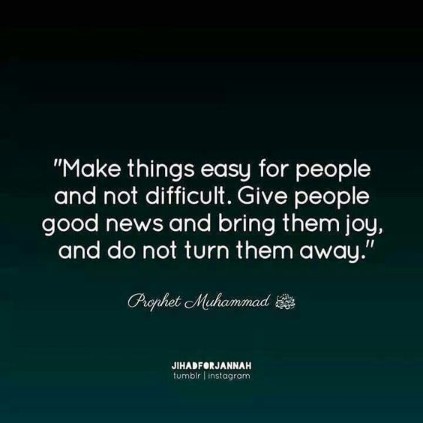 "Make things easy for people
and not difficult. Give people
good news and bring them joy,
and do not turn them away."
Prophet Muhammad ﷺ
JIHADFORJANNAH
tumblr | instagram